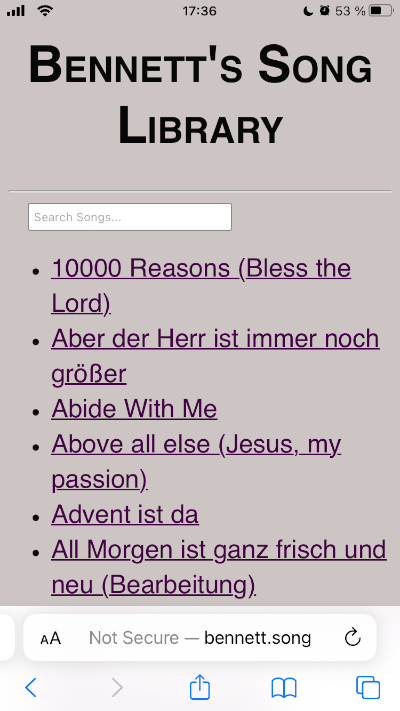 17:36
53 %
Bennett's Song
Library
Search Songs...
10000 Reasons (Bless the
Lord)
Aber der Herr ist immer noch
größer
Abide With Me
Above all else (Jesus, my
passion)
Advent ist da
All Morgen ist ganz frisch und
neu (Bearbeitung)
AA Not Secure — bennett.song